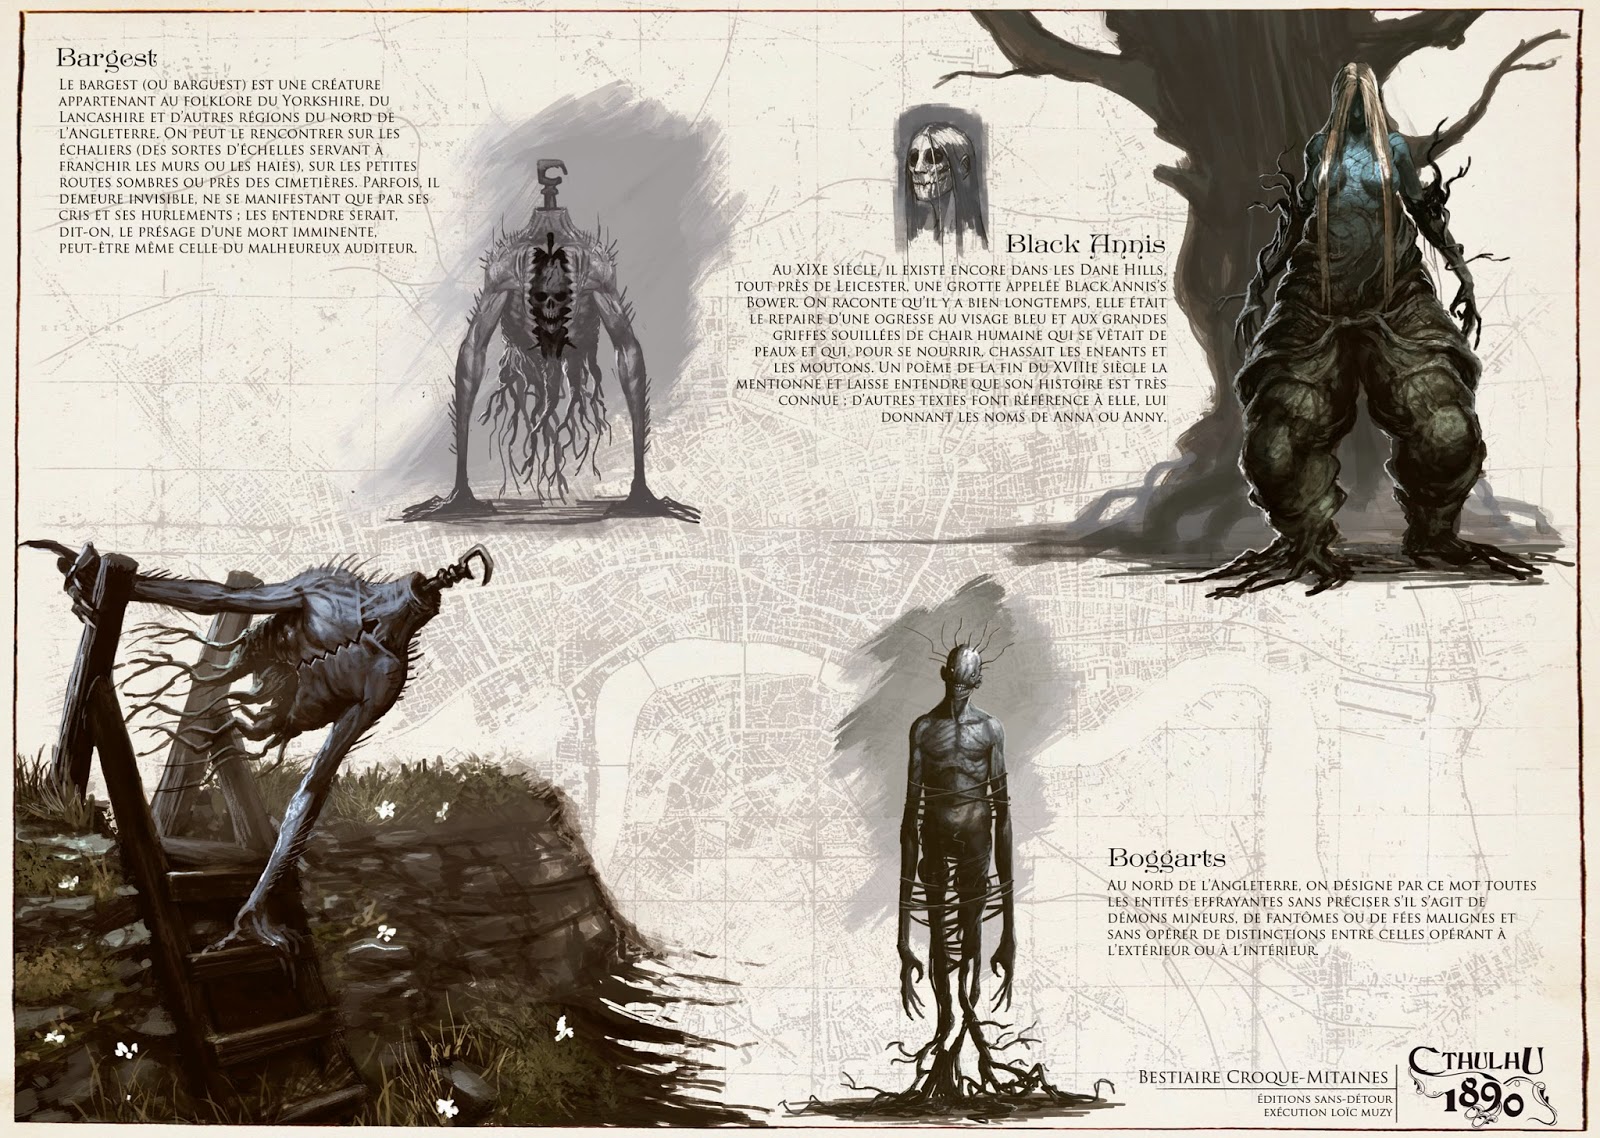 Bargest
Le bargest (ou barguest) est une créature
appartenant au folklore du Yorkshire, du
Lancashire et d'autres régions du nord de
l'Angleterre. On peut le rencontrer sur les
échaliers (des sortes d'échelles servant à
franchir les murs ou les haies), sur les petites
routes sombres ou près des cimetières. Parfois, il
demeure invisible, ne se manifestant que par ses
cris et ses hurlements ; les entendre serait,
dit-on, le présage d'une mort imminente,
peut-être même celle du malheureux auditeur.
Black Annis
Au XIXe siècle, il existe encore dans les Dane Hills,
tout près de Leicester, une grotte appelée Black Annis's
Bower. On raconte qu'il y a bien longtemps, elle était
le repaire d'une ogresse au visage bleu et aux grandes
griffes souillées de chair humaine qui se vêtait de
peaux et qui, pour se nourrir, chassait les enfants et
les moutons. Un poème de la fin du XVIIIe siècle la
mentionne et laisse entendre que son histoire est très
connue ; d'autres textes font référence à elle, lui
donnant les noms de Anna ou Anny.
Boggarts
Au nord de l'Angleterre, on désigne par ce mot toutes
les entités effrayantes sans préciser s'il s'agit de
démons mineurs, de fantômes ou de fées malignes et
sans opérer de distinctions entre celles opérant à
l'extérieur ou à l'intérieur.
Bestiaire Croque-Mitaines
éditions sans-détour
exécution Loïc Muzy
Cthulhu
1890